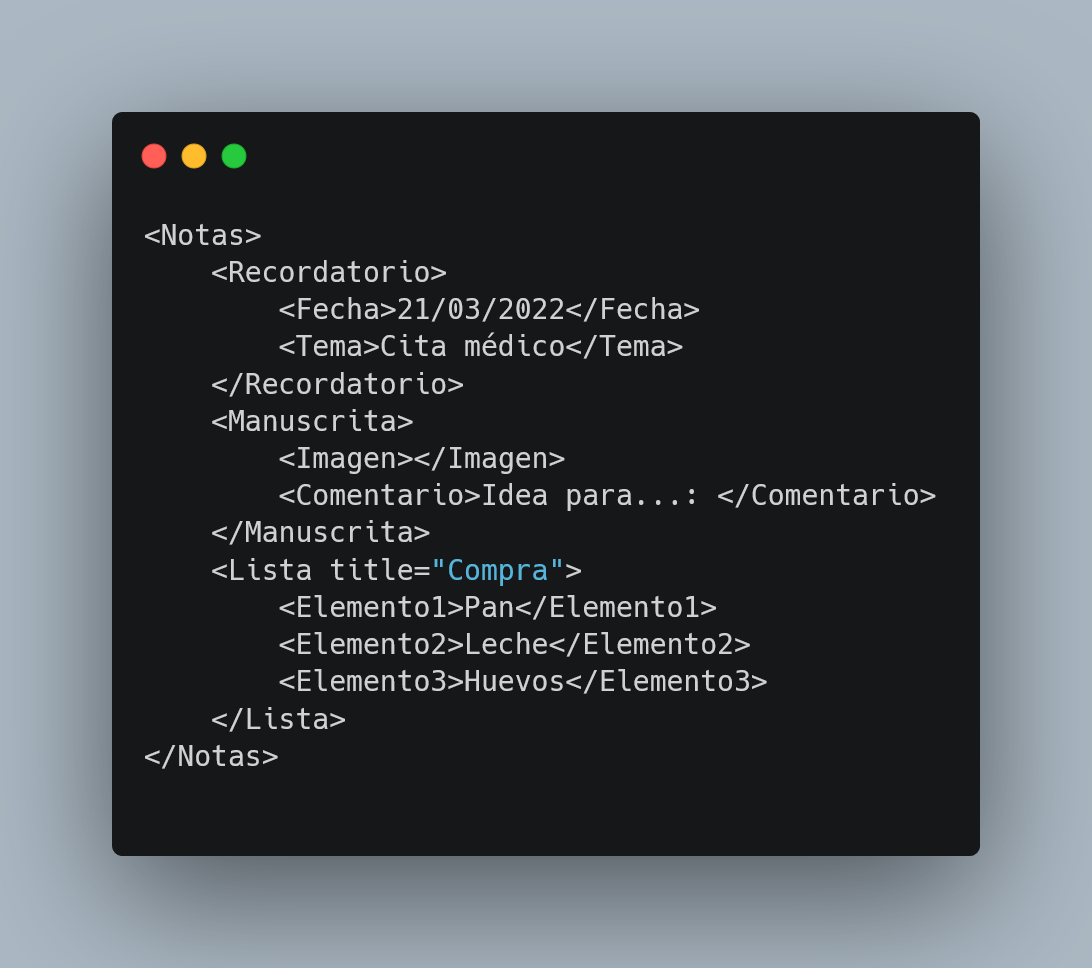 <Notas>
    <Recordatorio>
        <Fecha>21/03/2022</Fecha>
        <Tema>Cita médico</Tema>
    </Recordatorio>
    <Manuscrita>
        <Imagen></Imagen>
        <Comentario>Idea para...: </Comentario>
    </Manuscrita>
    <Lista title="Compra">
        <Elemento1>Pan</Elemento1>
        <Elemento2>Leche</Elemento2>
        <Elemento3>Huevos</Elemento3>
    </Lista>
</Notas>